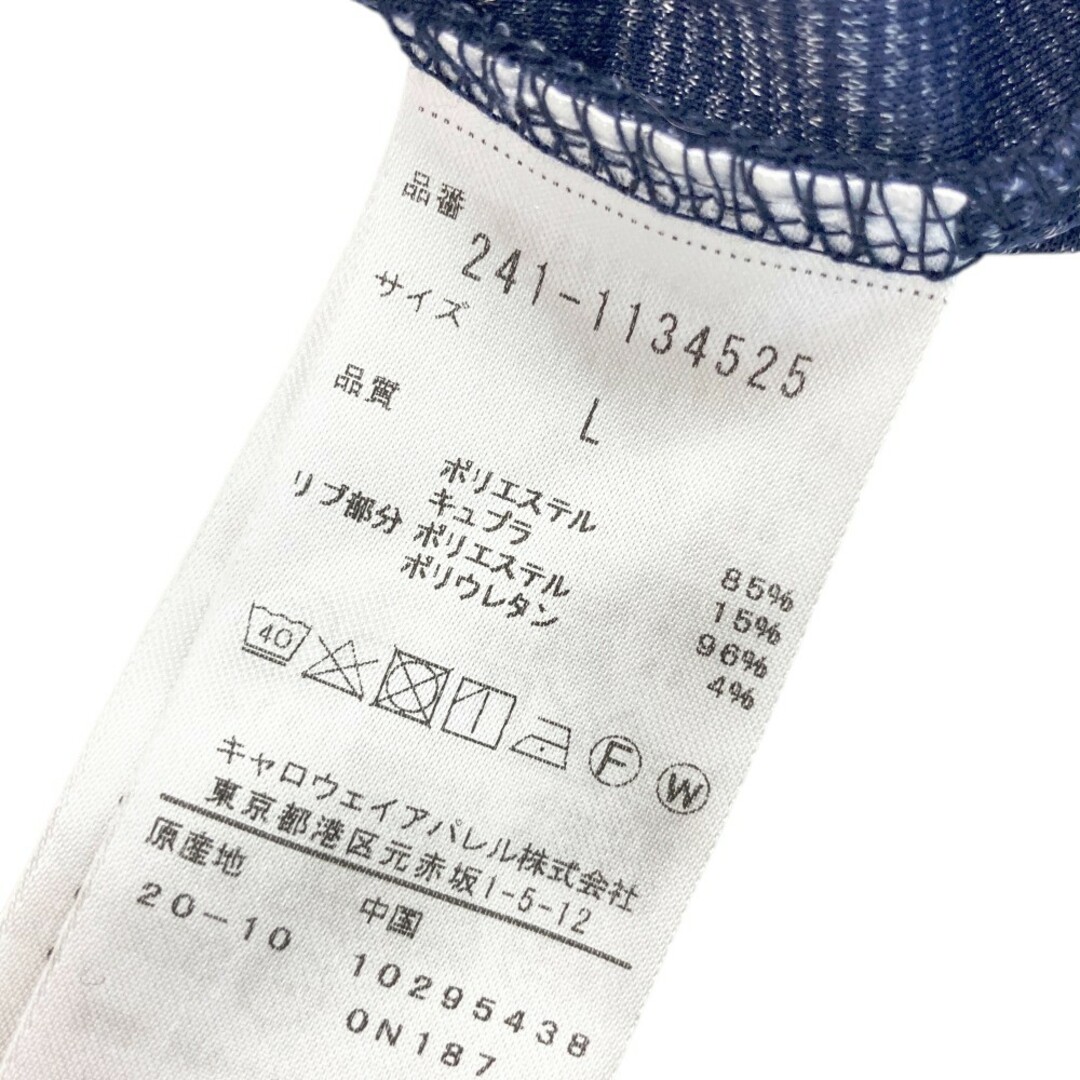 品番
241-1134525
サイズ
L
品質
ポリエステル 85%
キュプラ 15%
リブ部分 ポリエステル 96%
ポリウレタン 4%
40
F W
キャロウェイアパレル株式会社
東京都港区元赤坂1-5-12
原産地 中国
20-10 10295438
0N187